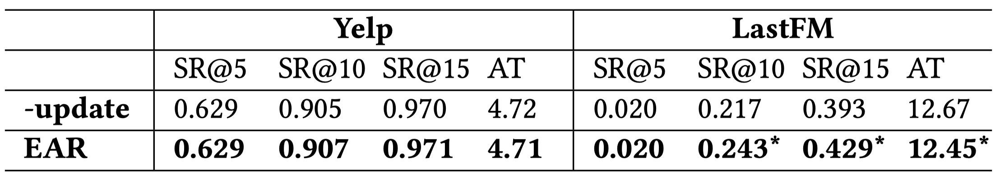 Yelp LastFM
SR@5 SR@10 SR@15 AT SR@5 SR@10 SR@15 AT
-update 0.629 0.905 0.970 4.72 0.020 0.217 0.393 12.67
EAR 0.629 0.907 0.971 4.71 0.020 0.243* 0.429* 12.45*